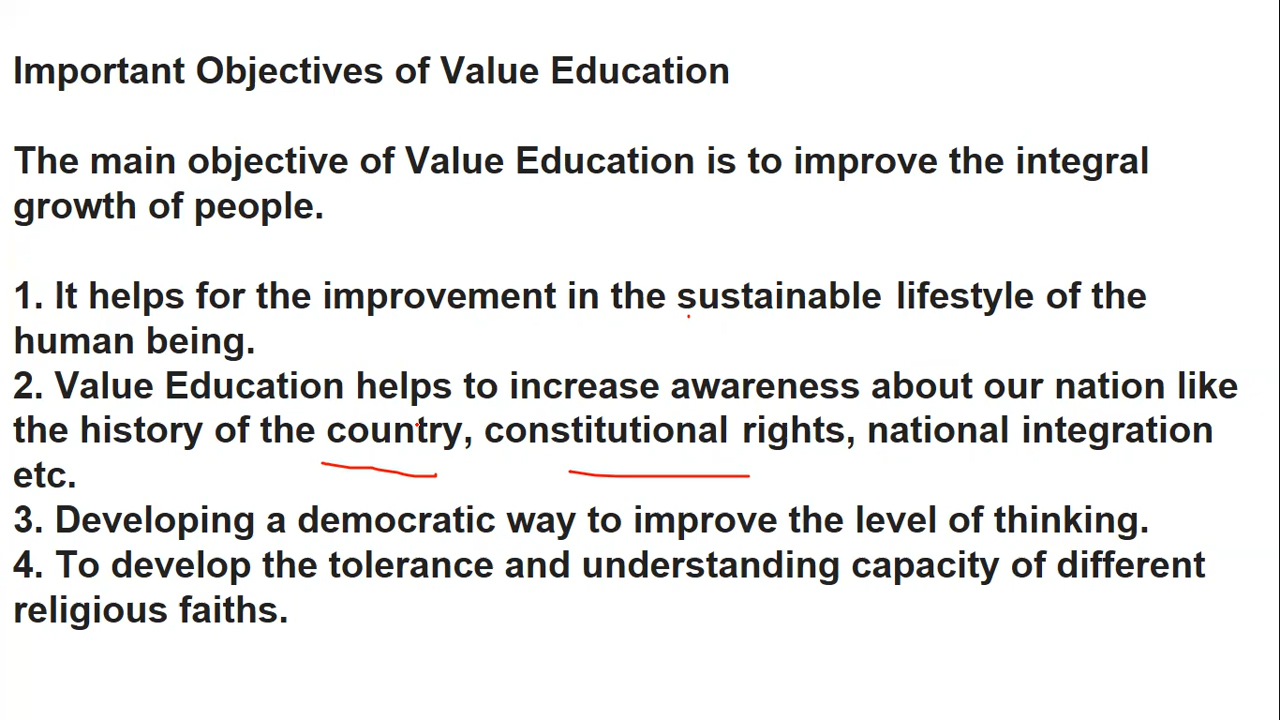 Important Objectives of Value Education
The main objective of Value Education is to improve the integral
growth of people.
1. It helps for the improvement in the sustainable lifestyle of the
human being.
2. Value Education helps to increase awareness about our nation like
the history of the country, constitutional rights, national integration
etc.
3. Developing a democratic way to improve the level of thinking.
4. To develop the tolerance and understanding capacity of different
religious faiths.